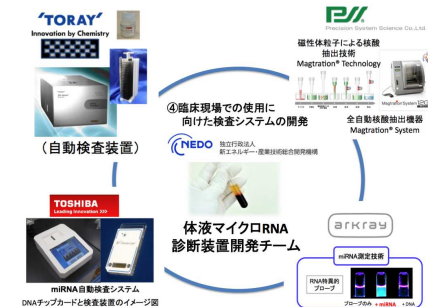 'TORAY'
Innovation by Chemistry
(自動検査装置)
PSS
Precision System Science Co.,Ltd
磁性体粒子による核酸
抽出技術
Magtration® Technology
Magtration® System 12GC
全自動核酸抽出機器
Magtration® System
④臨床現場での使用に
向けた検査システムの開発
NEDO
独立行政法人
新エネルギー・産業技術総合開発機構
体液マイクロRNA
診断装置開発チーム
TOSHIBA
Leading Innovation >>>
miRNA自動検査システム
DNAチップカードと検査装置のイメージ図
arkray
miRNA測定技術
RNA特異的
プローブ
プローブのみ + miRNA + DNA